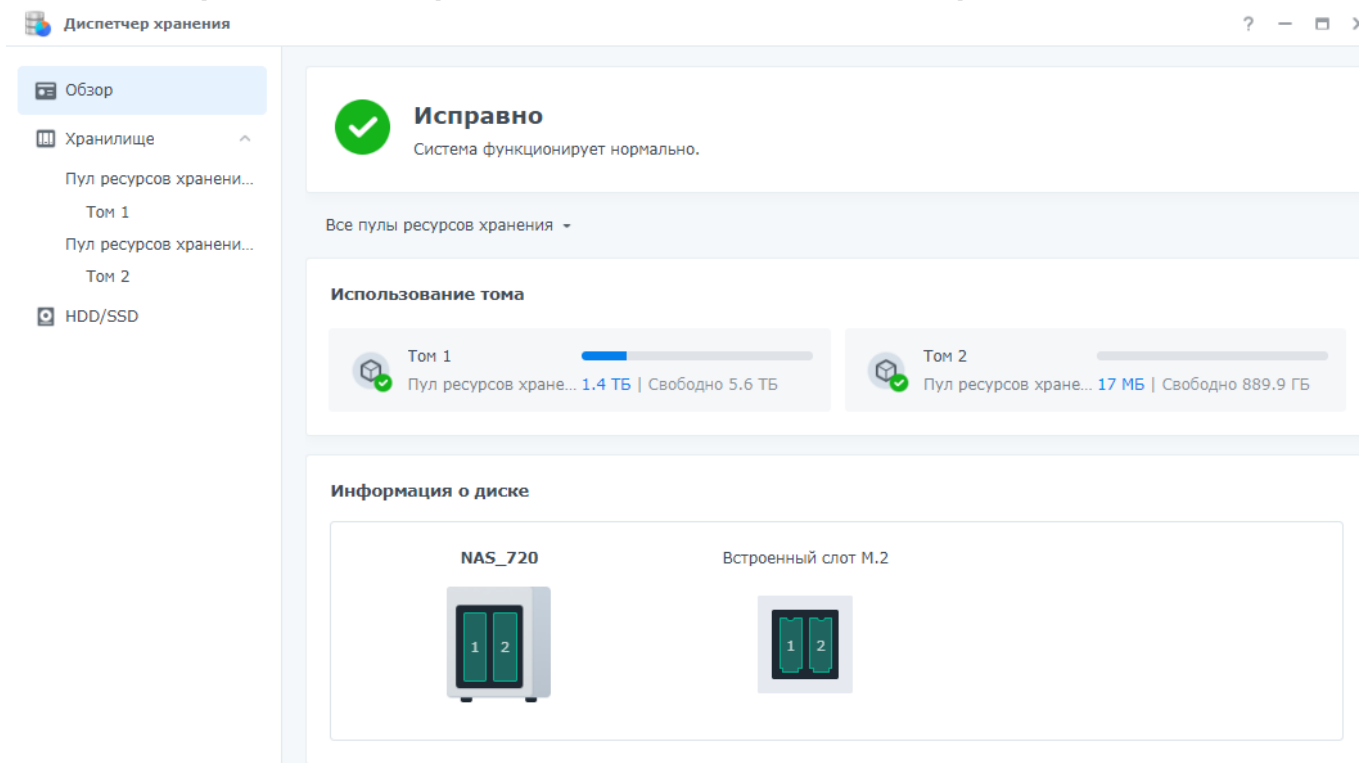 Диспетчер хранения
?
Обзор
Хранилище
Пул ресурсов хранени...
Том 1
Пул ресурсов хранени...
Том 2
HDD/SSD
Исправно
Система функционирует нормально.
Все пулы ресурсов хранения
Использование тома
Том 1
Пул ресурсов хране... 1.4 ТБ | Свободно 5.6 ТБ
Том 2
Пул ресурсов хране... 17 МБ | Свободно 889.9 ГБ
Информация о диске
NAS_720
Встроенный слот M.2
1 2
1 2